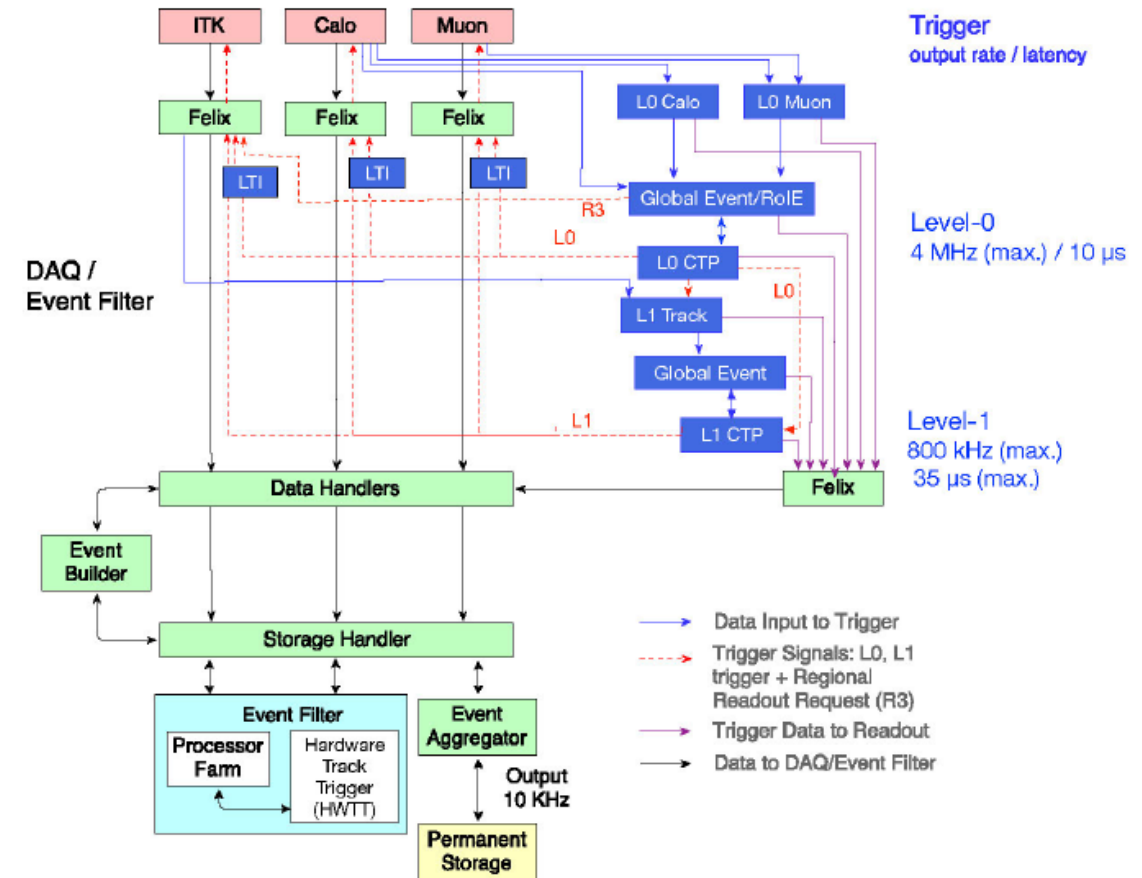 ITK
Calo
Muon
Trigger
output rate / latency
L0 Calo
L0 Muon
Felix
Felix
Felix
LTI
LTI
LTI
Global Event/RoIE
R3
L0
Level-0
4 MHz (max.) / 10 µs
DAQ /
Event Filter
L0 CTP
L0
L1 Track
Global Event
L1
L1 CTP
Level-1
800 kHz (max.)
35 µs (max.)
Data Handlers
Felix
Event
Builder
Storage Handler
Data Input to Trigger
Trigger Signals: L0, L1
trigger + Regional
Readout Request (R3)
Trigger Data to Readout
Data to DAQ/Event Filter
Event Filter
Processor
Farm
Hardware
Track
Trigger
(HWTT)
Event
Aggregator
Output
10 KHz
Permanent
Storage